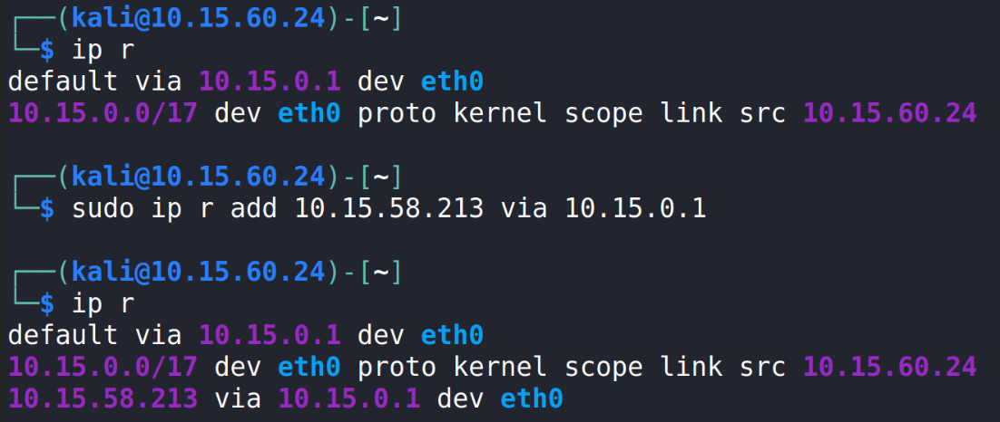 ┌──(kali@10.15.60.24)-[~]
└─$ ip r
default via 10.15.0.1 dev eth0
10.15.0.0/17 dev eth0 proto kernel scope link src 10.15.60.24
┌──(kali@10.15.60.24)-[~]
└─$ sudo ip r add 10.15.58.213 via 10.15.0.1
┌──(kali@10.15.60.24)-[~]
└─$ ip r
default via 10.15.0.1 dev eth0
10.15.0.0/17 dev eth0 proto kernel scope link src 10.15.60.24
10.15.58.213 via 10.15.0.1 dev eth0